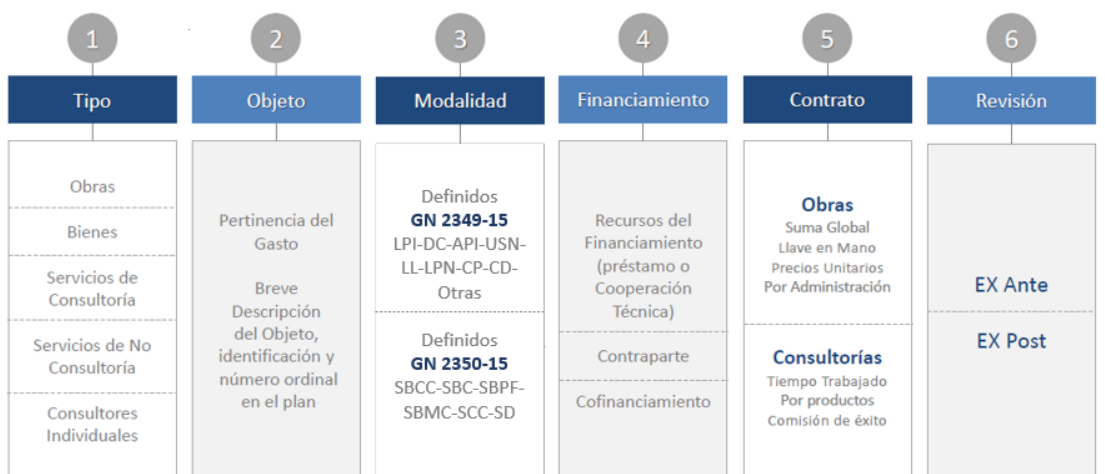 1
2
3
4
5
6
Tipo
Objeto
Modalidad
Financiamiento
Contrato
Revisión
Obras
Bienes
Servicios de
Consultoría
Servicios de No
Consultoría
Consultores
Individuales
Pertinencia del
Gasto
Breve
Descripción
del Objeto,
identificación y
número ordinal
en el plan
Definidos
GN 2349-15
LPI-DC-API-USN-
LL-LPN-CP-CD-
Otras
Definidos
GN 2350-15
SBCC-SBC-SBPF-
SBMC-SCC-SD
Recursos del
Financiamiento
(préstamo o
Cooperación
Técnica)
Contraparte
Cofinanciamiento
Obras
Suma Global
Llave en Mano
Precios Unitarios
Por Administración
Consultorías
Tiempo Trabajado
Por productos
Comisión de éxito
EX Ante
EX Post